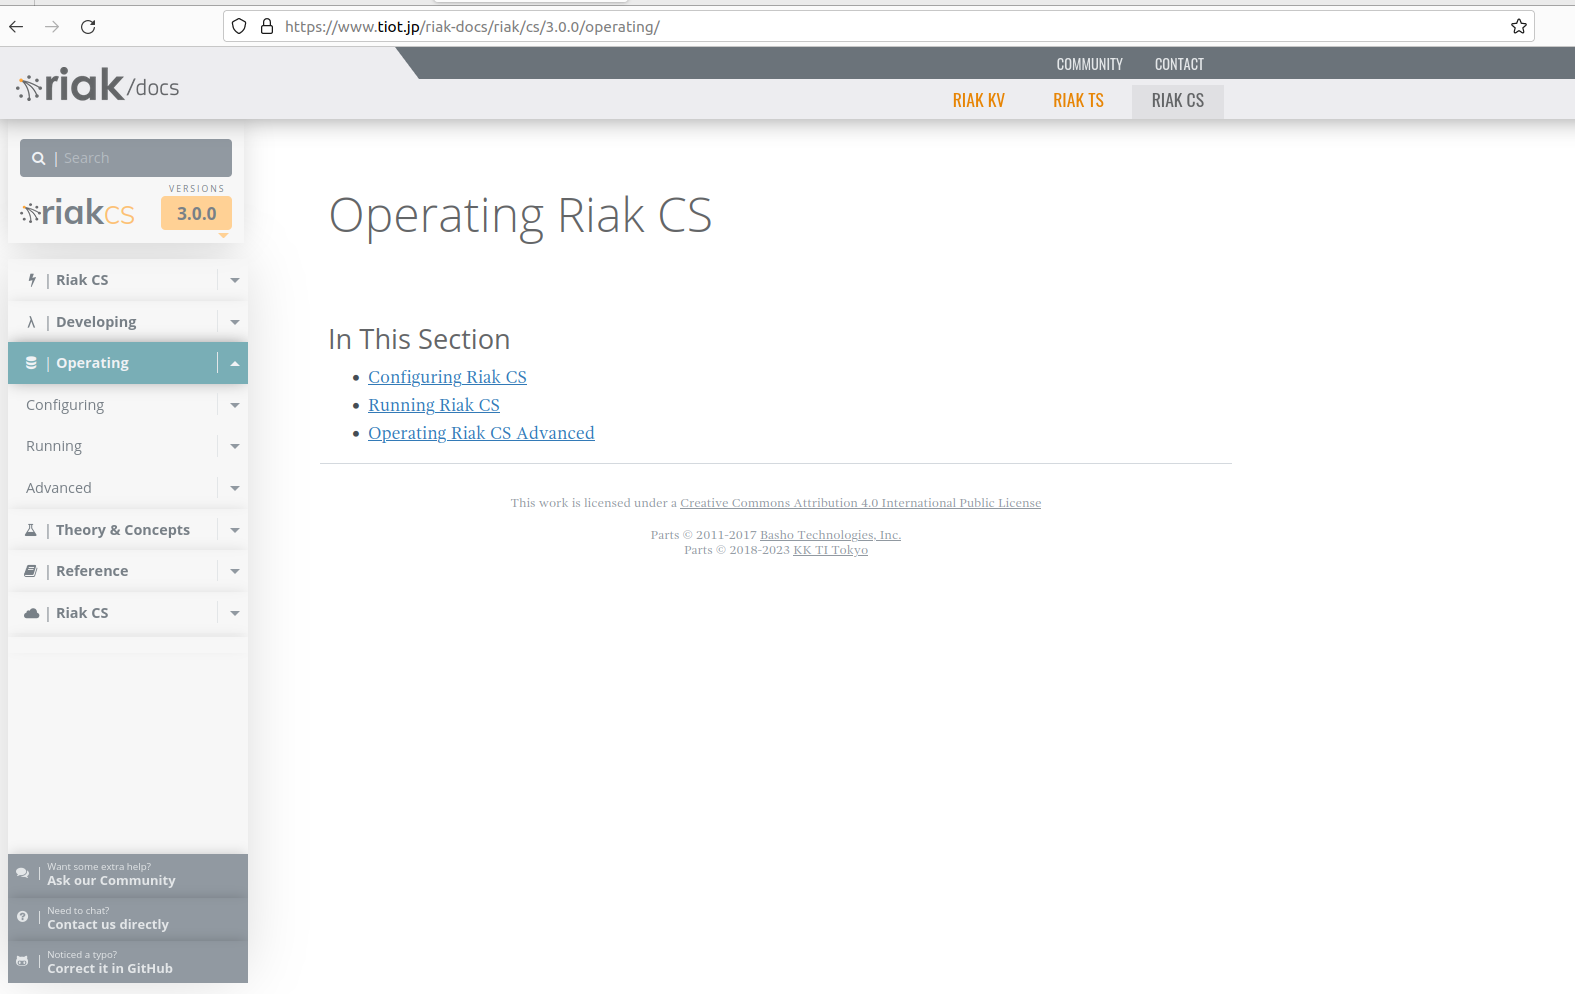 https://www.tiot.jp/riak-docs/riak/cs/3.0.0/operating/
riak/docs
COMMUNITY CONTACT
RIAK KV RIAK TS RIAK CS
| Search
VERSIONS
riakcs 3.0.0
| Riak CS
λ | Developing
| Operating
Configuring
Running
Advanced
| Theory & Concepts
| Reference
| Riak CS
Want some extra help?
| Ask our Community
Need to chat?
| Contact us directly
Noticed a typo?
| Correct it in GitHub
Operating Riak CS
In This Section
• Configuring Riak CS
• Running Riak CS
• Operating Riak CS Advanced
This work is licensed under a Creative Commons Attribution 4.0 International Public License
Parts © 2011-2017 Basho Technologies, Inc.
Parts © 2018-2023 KK TI Tokyo